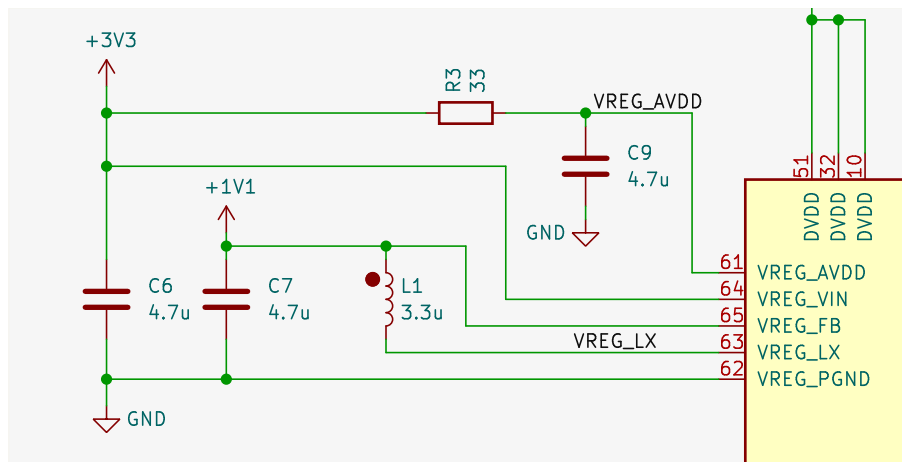 +3V3
R3
33
VREG_AVDD
C9
4.7u
GND
+1V1
51
32
10
DVDD
DVDD
DVDD
C6
4.7u
C7
4.7u
L1
3.3u
VREG_LX
GND
61
VREG_AVDD
64
VREG_VIN
65
VREG_FB
63
VREG_LX
62
VREG_PGND